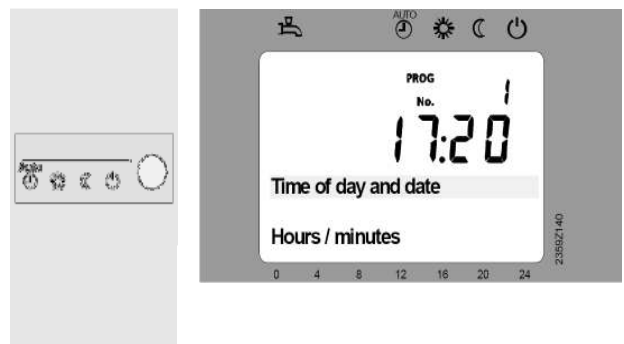 AUTO
PROG
No. 1
17:20
Time of day and date
Hours / minutes
0 4 8 12 16 20 24
2359Z140